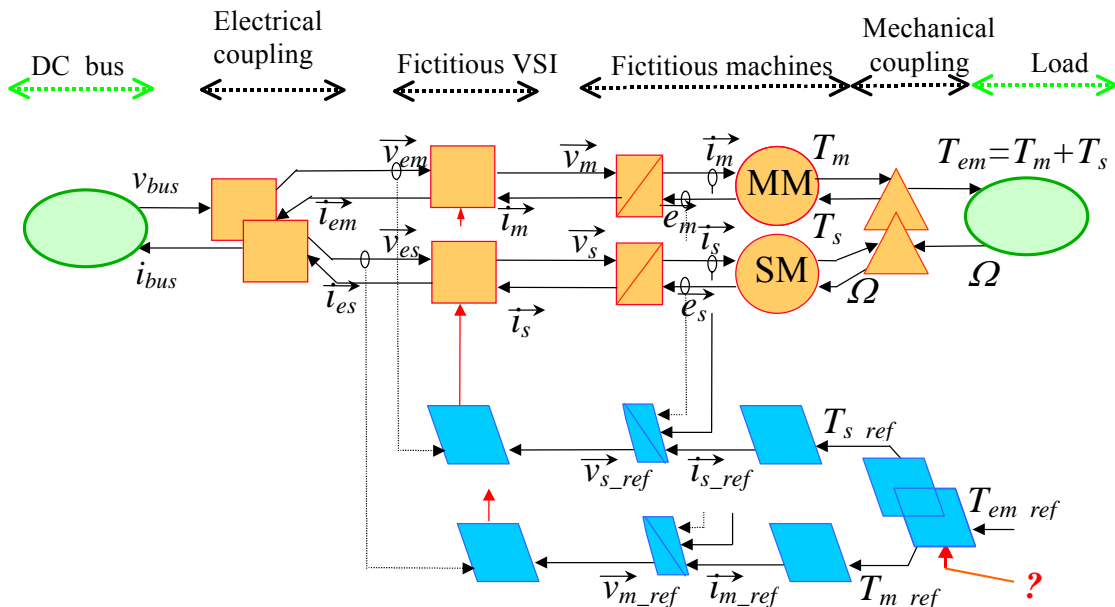 Electrical
coupling
Mechanical
coupling
DC bus
Fictitious VSI
Fictitious machines
Load
v_em
v_m
i_m
T_m
T_em=T_m+T_s
v_bus
MM
i_em
i_m
e_m
i_s
T_s
v_es
v_s
SM
i_bus
i_es
i_s
e_s
Ω
Ω
T_s_ref
v_s_ref
i_s_ref
T_em_ref
v_m_ref
i_m_ref
T_m_ref
?